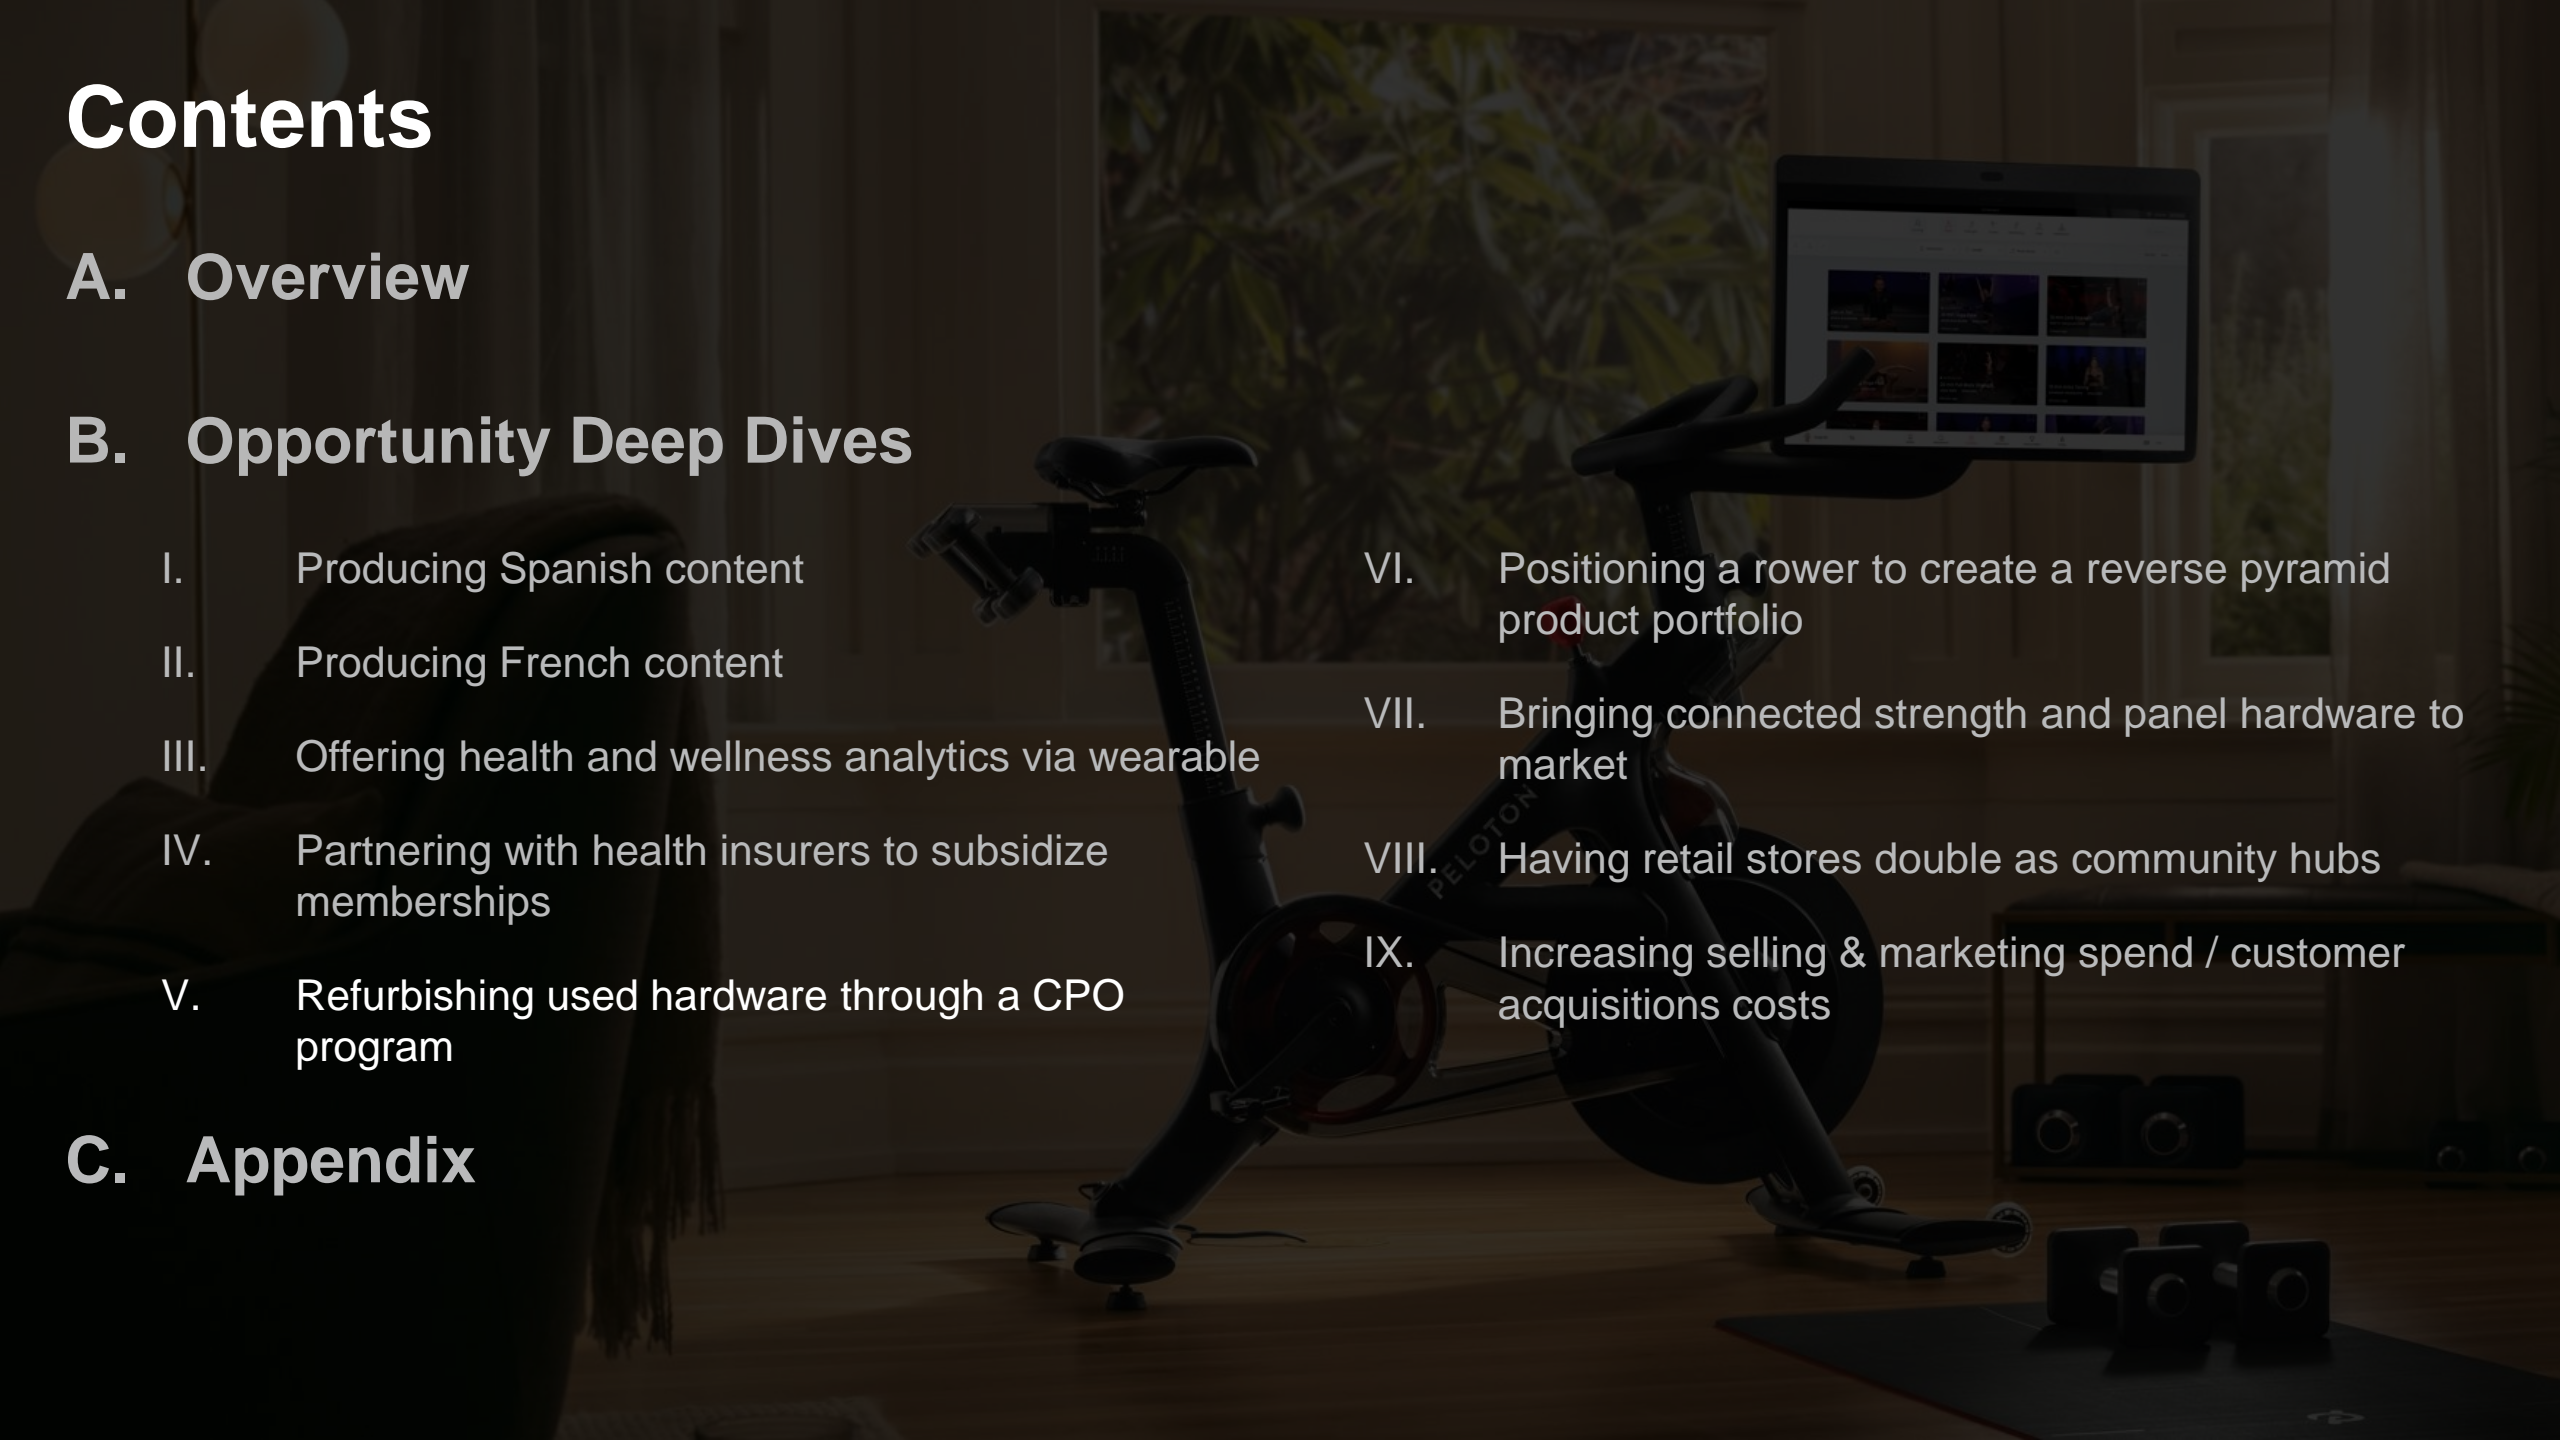 Contents
A. Overview
B. Opportunity Deep Dives
I. Producing Spanish content
II. Producing French content
III. Offering health and wellness analytics via wearable
IV. Partnering with health insurers to subsidize
memberships
V. Refurbishing used hardware through a CPO
program
VI. Positioning a rower to create a reverse pyramid
product portfolio
VII. Bringing connected strength and panel hardware to
market
VIII. Having retail stores double as community hubs
IX. Increasing selling & marketing spend / customer
acquisitions costs
C. Appendix
PELOTON